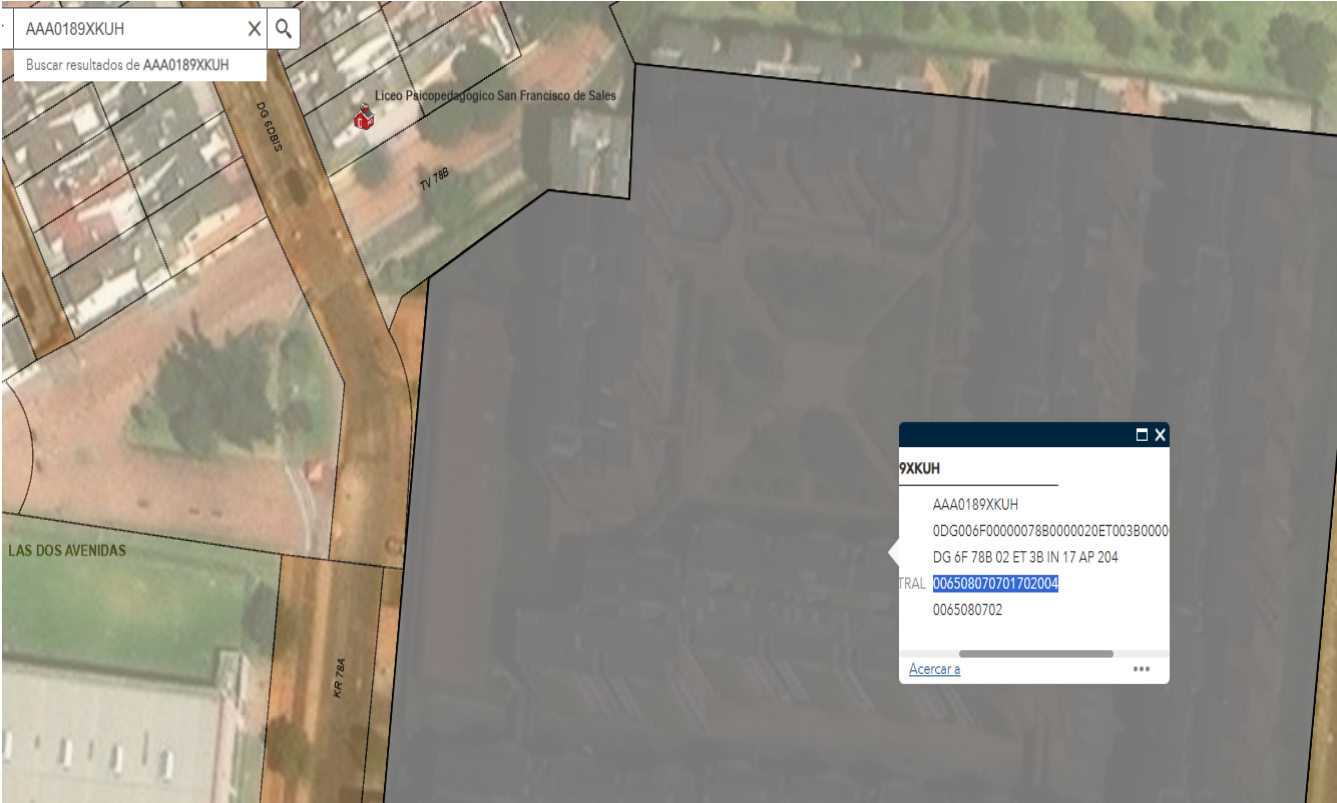 AAA0189XKUH
Buscar resultados de AAA0189XKUH
Liceo Psicopedagógico San Francisco de Sales
DG 6DBIS
TV 78B
9XKUH
AAA0189XKUH
0DG006F00000078B0000020ET003B0000
DG 6F 78B 02 ET 3B IN 17 AP 204
TRAL 006508070701702004
0065080702
Acercar a
LAS DOS AVENIDAS
KR 78A